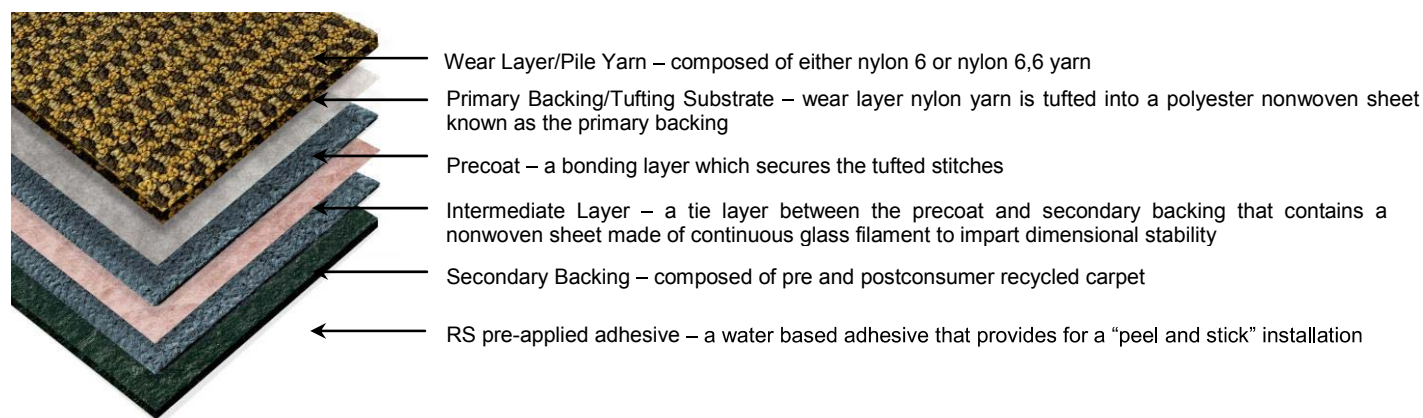 Wear Layer/Pile Yarn – composed of either nylon 6 or nylon 6,6 yarn
Primary Backing/Tufting Substrate – wear layer nylon yarn is tufted into a polyester nonwoven sheet
known as the primary backing
Precoat – a bonding layer which secures the tufted stitches
Intermediate Layer – a tie layer between the precoat and secondary backing that contains a
nonwoven sheet made of continuous glass filament to impart dimensional stability
Secondary Backing – composed of pre and postconsumer recycled carpet
RS pre-applied adhesive – a water based adhesive that provides for a “peel and stick” installation